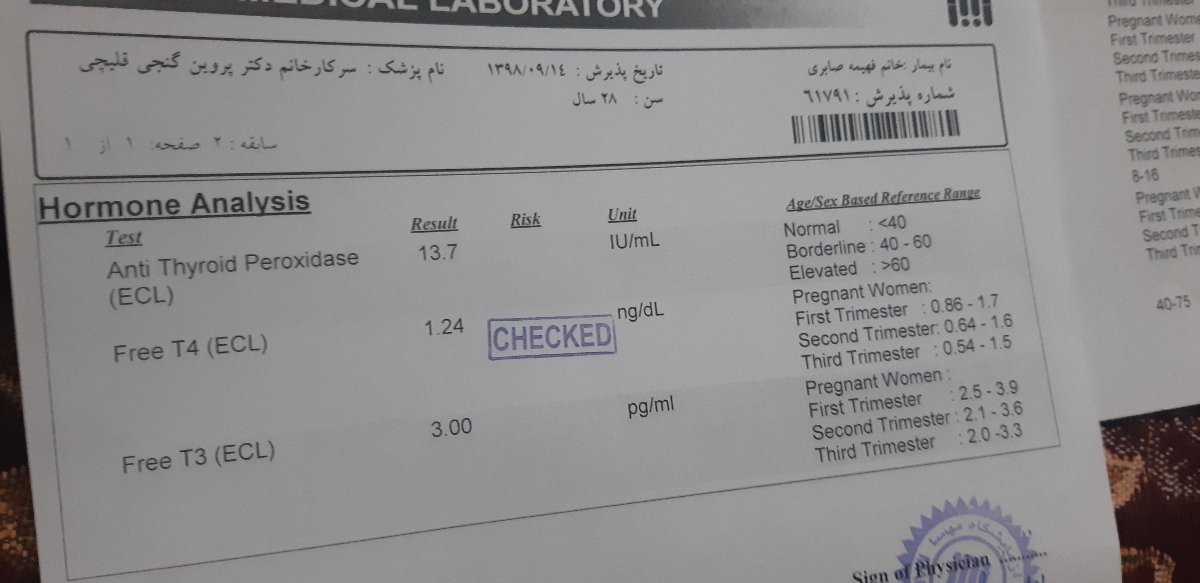 MEDICAL LABORATORY
نام بیمار : خانم فهیمه صابری
تاریخ پذیرش : ۱۳۹۸/۰۹/۱۴
نام پزشک : سرکارخانم دکتر پروین گنجی قلیچی
شماره پذیرش : ۶۱۷۹۱
سن : ۲۸ سال
سابقه : ۲ صفحه: ۱ از ۱
Hormone Analysis
Test Result Risk Unit Age/Sex Based Reference Range
Anti Thyroid Peroxidase 13.7 IU/mL Normal : <40
(ECL) Borderline : 40 - 60
Elevated : >60
Free T4 (ECL) 1.24 ng/dL Pregnant Women:
First Trimester : 0.86 - 1.7
CHECKED
Second Trimester: 0.64 - 1.6
Third Trimester : 0.54 - 1.5
Free T3 (ECL) 3.00 pg/ml Pregnant Women :
First Trimester : 2.5 - 3.9
Second Trimester : 2.1 - 3.6
Third Trimester : 2.0 -3.3
آزمایشگاه مهسا
Sign of Physician ..........
Pregnant Wome
First Trimester
Second Trimes
Third Trimeste
Pregnant Wor
First Trimeste
Second Trim
Third Trimes
8-16
Pregnant W
First Trime
Second T
Third Trin
40-75